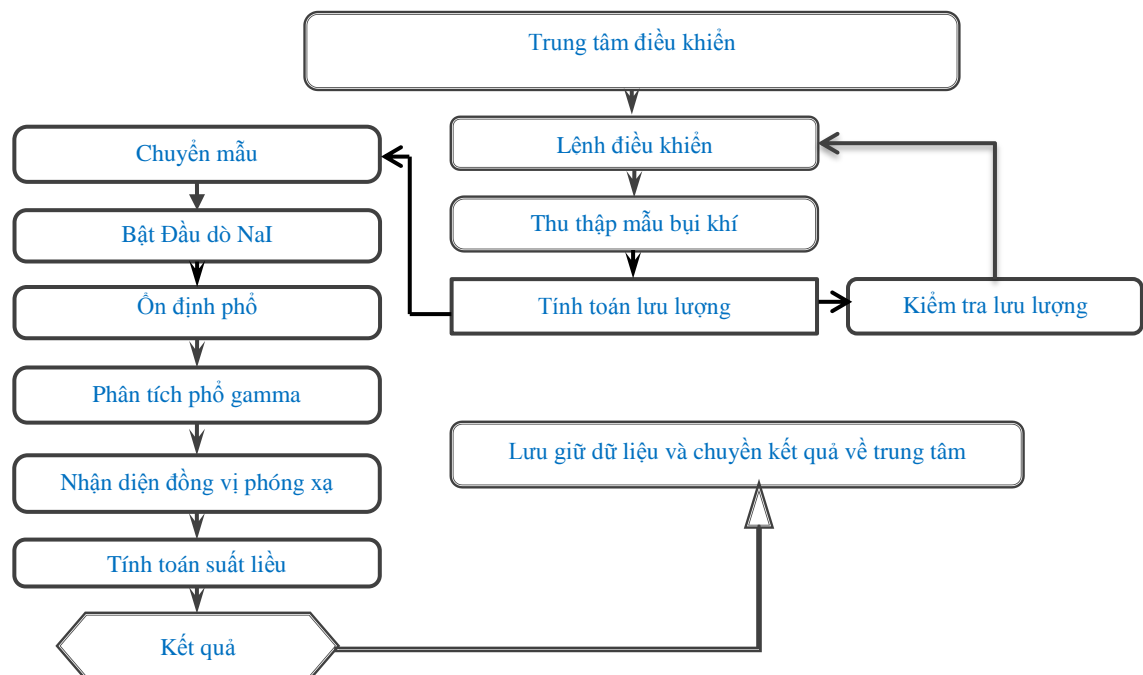 Trung tâm điều khiển
Lệnh điều khiển
Chuyển mẫu
Thu thập mẫu bụi khí
Bật Đầu dò NaI
Tính toán lưu lượng
Kiểm tra lưu lượng
Ổn định phổ
Phân tích phổ gamma
Lưu giữ dữ liệu và chuyền kết quả về trung tâm
Nhận diện đồng vị phóng xạ
Tính toán suất liều
Kết quả